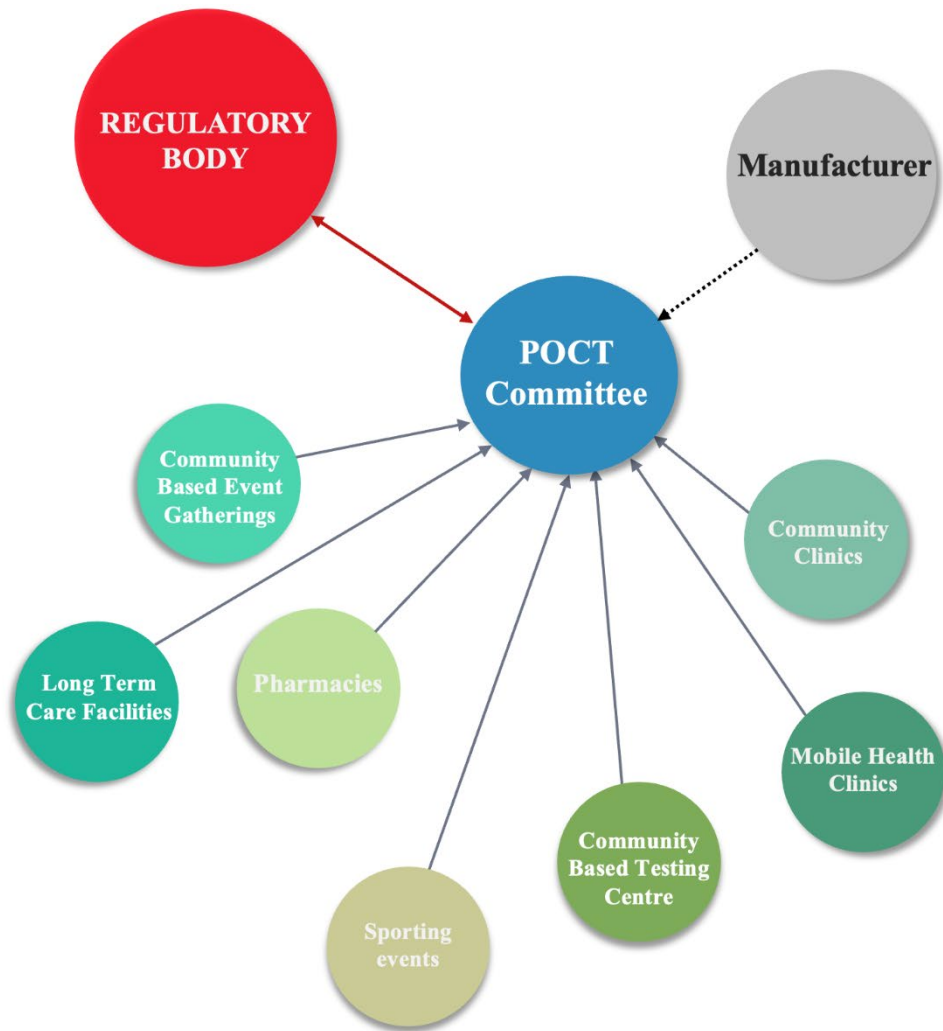 REGULATORY
BODY
Manufacturer
POCT
Committee
Community
Based Event
Gatherings
Community
Clinics
Long Term
Care Facilities
Pharmacies
Mobile Health
Clinics
Community
Based Testing
Centre
Sporting
events